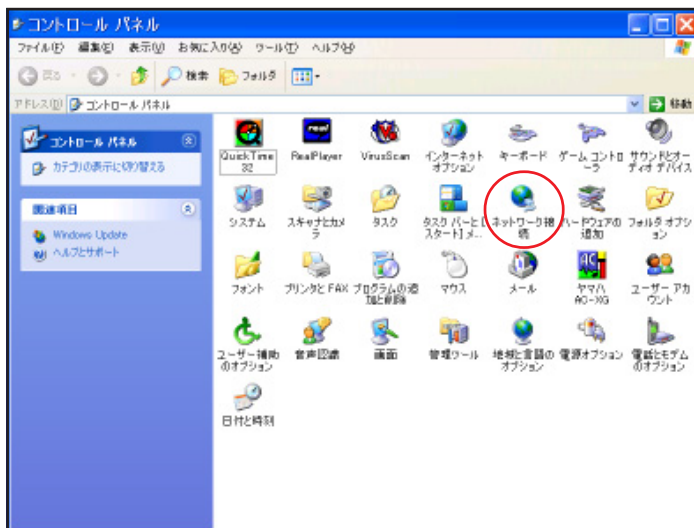 コントロール パネル
ファイル(F) 編集(E) 表示(V) お気に入り(A) ツール(T) ヘルプ(H)
戻る 検索 フォルダ
アドレス(D) コントロール パネル 移動
コントロール パネル
カテゴリの表示に切り替える
関連項目
Windows Update
ヘルプとサポート
QuickTime
32
RealPlayer
VirusScan
インターネット
オプション
キーボード
ゲーム コントロ
ーラ
サウンドとオー
ディオ デバイス
システム
スキャナとカメ
ラ
タスク
タスク バーと [
スタート] メ...
ネットワーク接
続
ハードウェアの
追加
フォルダ オプシ
ョン
フォント
プリンタと FAX
プログラムの追
加と削除
マウス
メール
ヤマハ
AC-XG
ユーザー アカ
ウント
ユーザー補助
のオプション
音声認識
画面
管理ツール
地域と言語の
オプション
電源オプション
電話とモデム
のオプション
日付と時刻